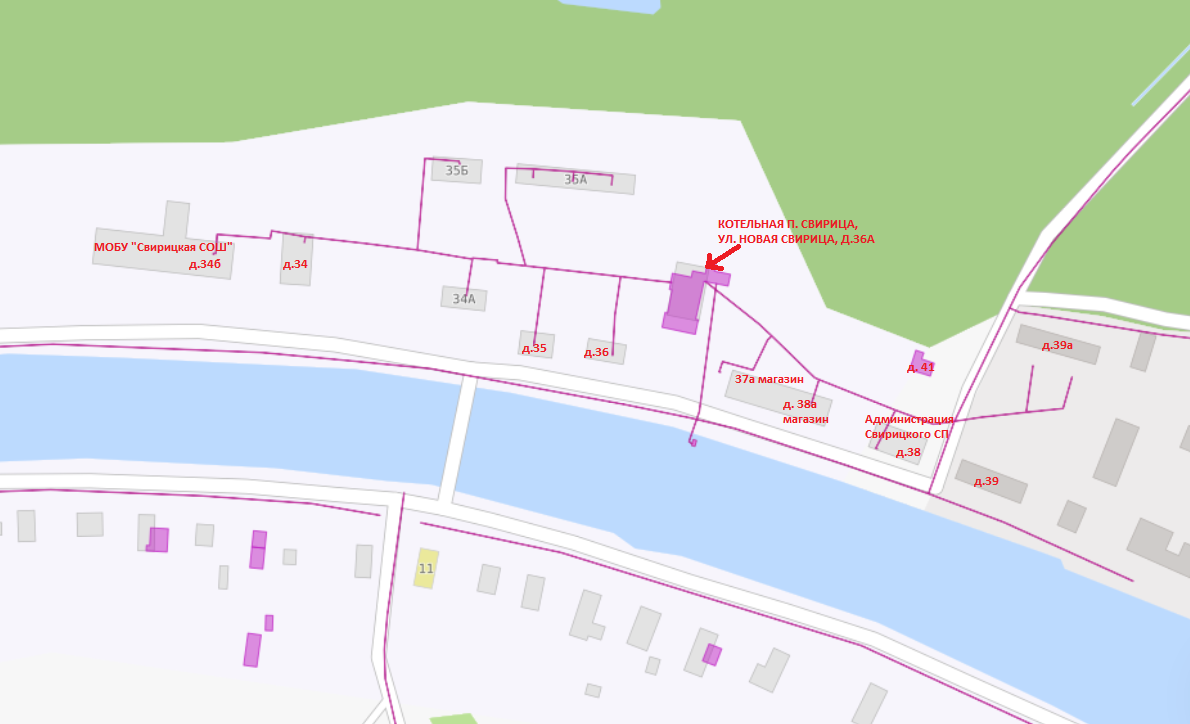 35Б
35А
КОТЕЛЬНАЯ П. СВИРИЦА,
УЛ. НОВАЯ СВИРИЦА, Д.36А
МОБУ "Свирицкая СОШ"
д.34б
д.34
34А
д.35
д.36
д.39а
д. 41
37а магазин
д. 38а
магазин
Администрация
Свирицкого СП
д.38
д.39
11